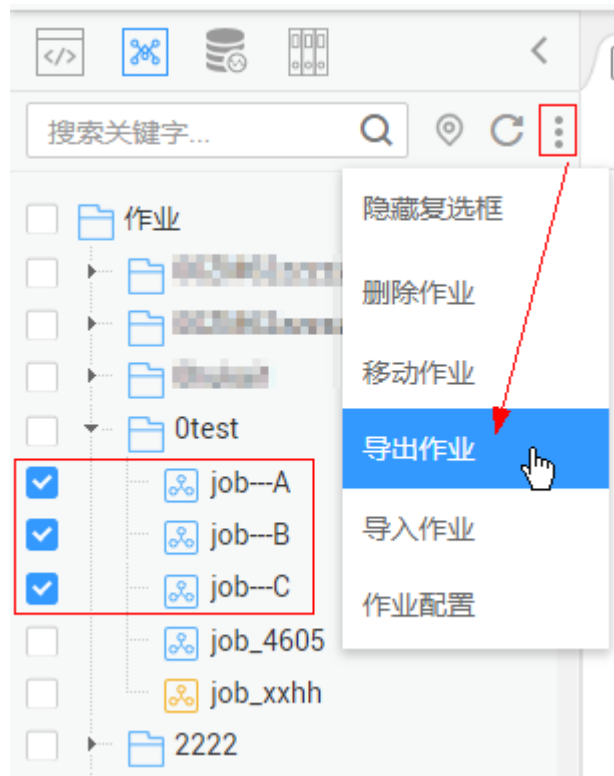 搜索关键字...
作业
0test
job---A
job---B
job---C
job_4605
job_xxhh
2222
隐藏复选框
删除作业
移动作业
导出作业
导入作业
作业配置